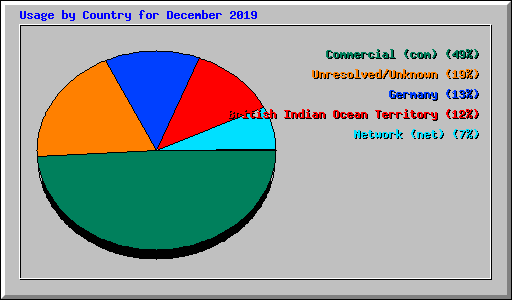 Usage by Country for December 2019
Commercial (com) (49%)
Unresolved/Unknown (19%)
Germany (13%)
British Indian Ocean Territory (12%)
Network (net) (7%)